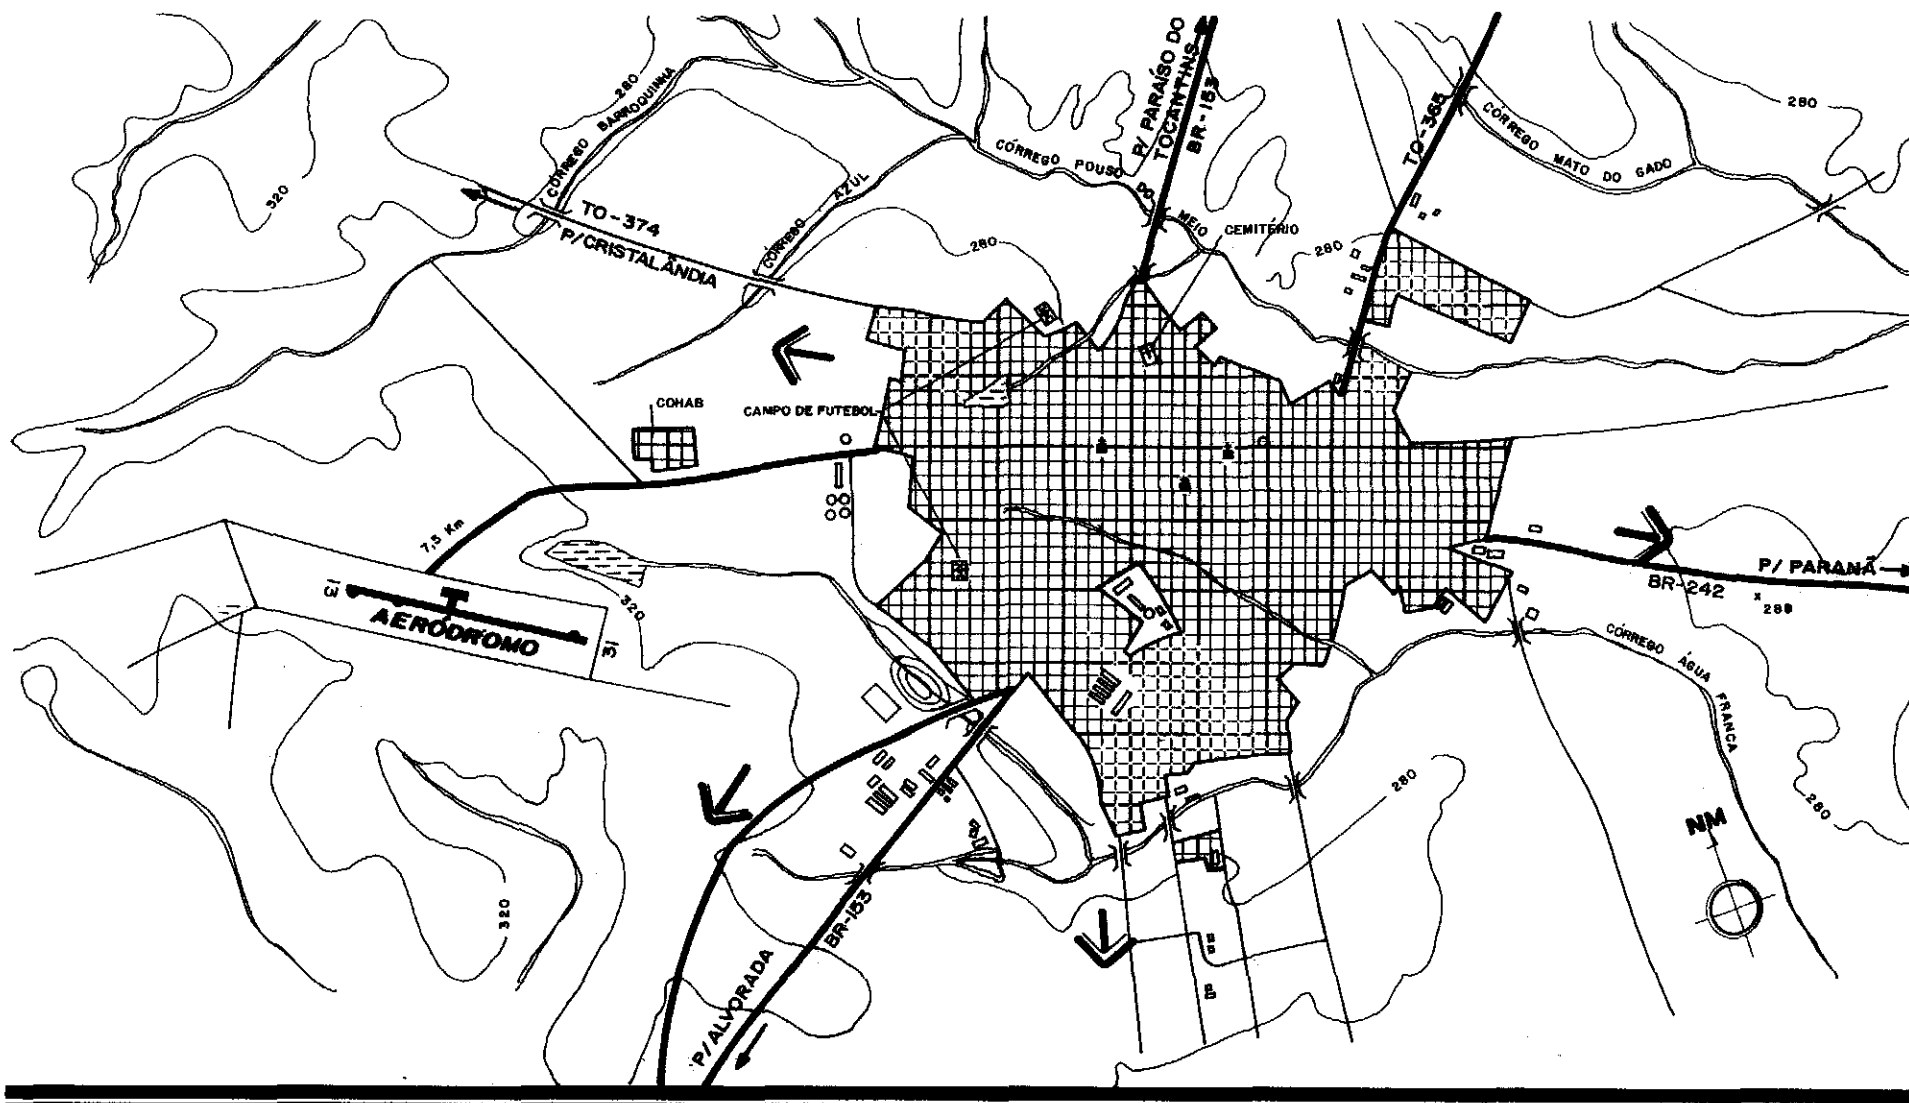 280
320
CÓRREGO BARROQUINHA
TO-374
P/CRISTALÂNDIA
CÓRREGO AZUL
CÓRREGO POUSO DO MEIO
P/ PARAÍSO DO
TOCANTINS
BR-153
CEMITÉRIO
280
280
TO-365
CÓRREGO MATO DO GADO
280
COHAB
CAMPO DE FUTEBOL
7,5 Km
13
AERÓDROMO
31
320
P/ PARANÃ
BR-242
x 289
CÓRREGO ÁGUA FRANCA
280
280
NM
320
BR-153
P/ALVORADA